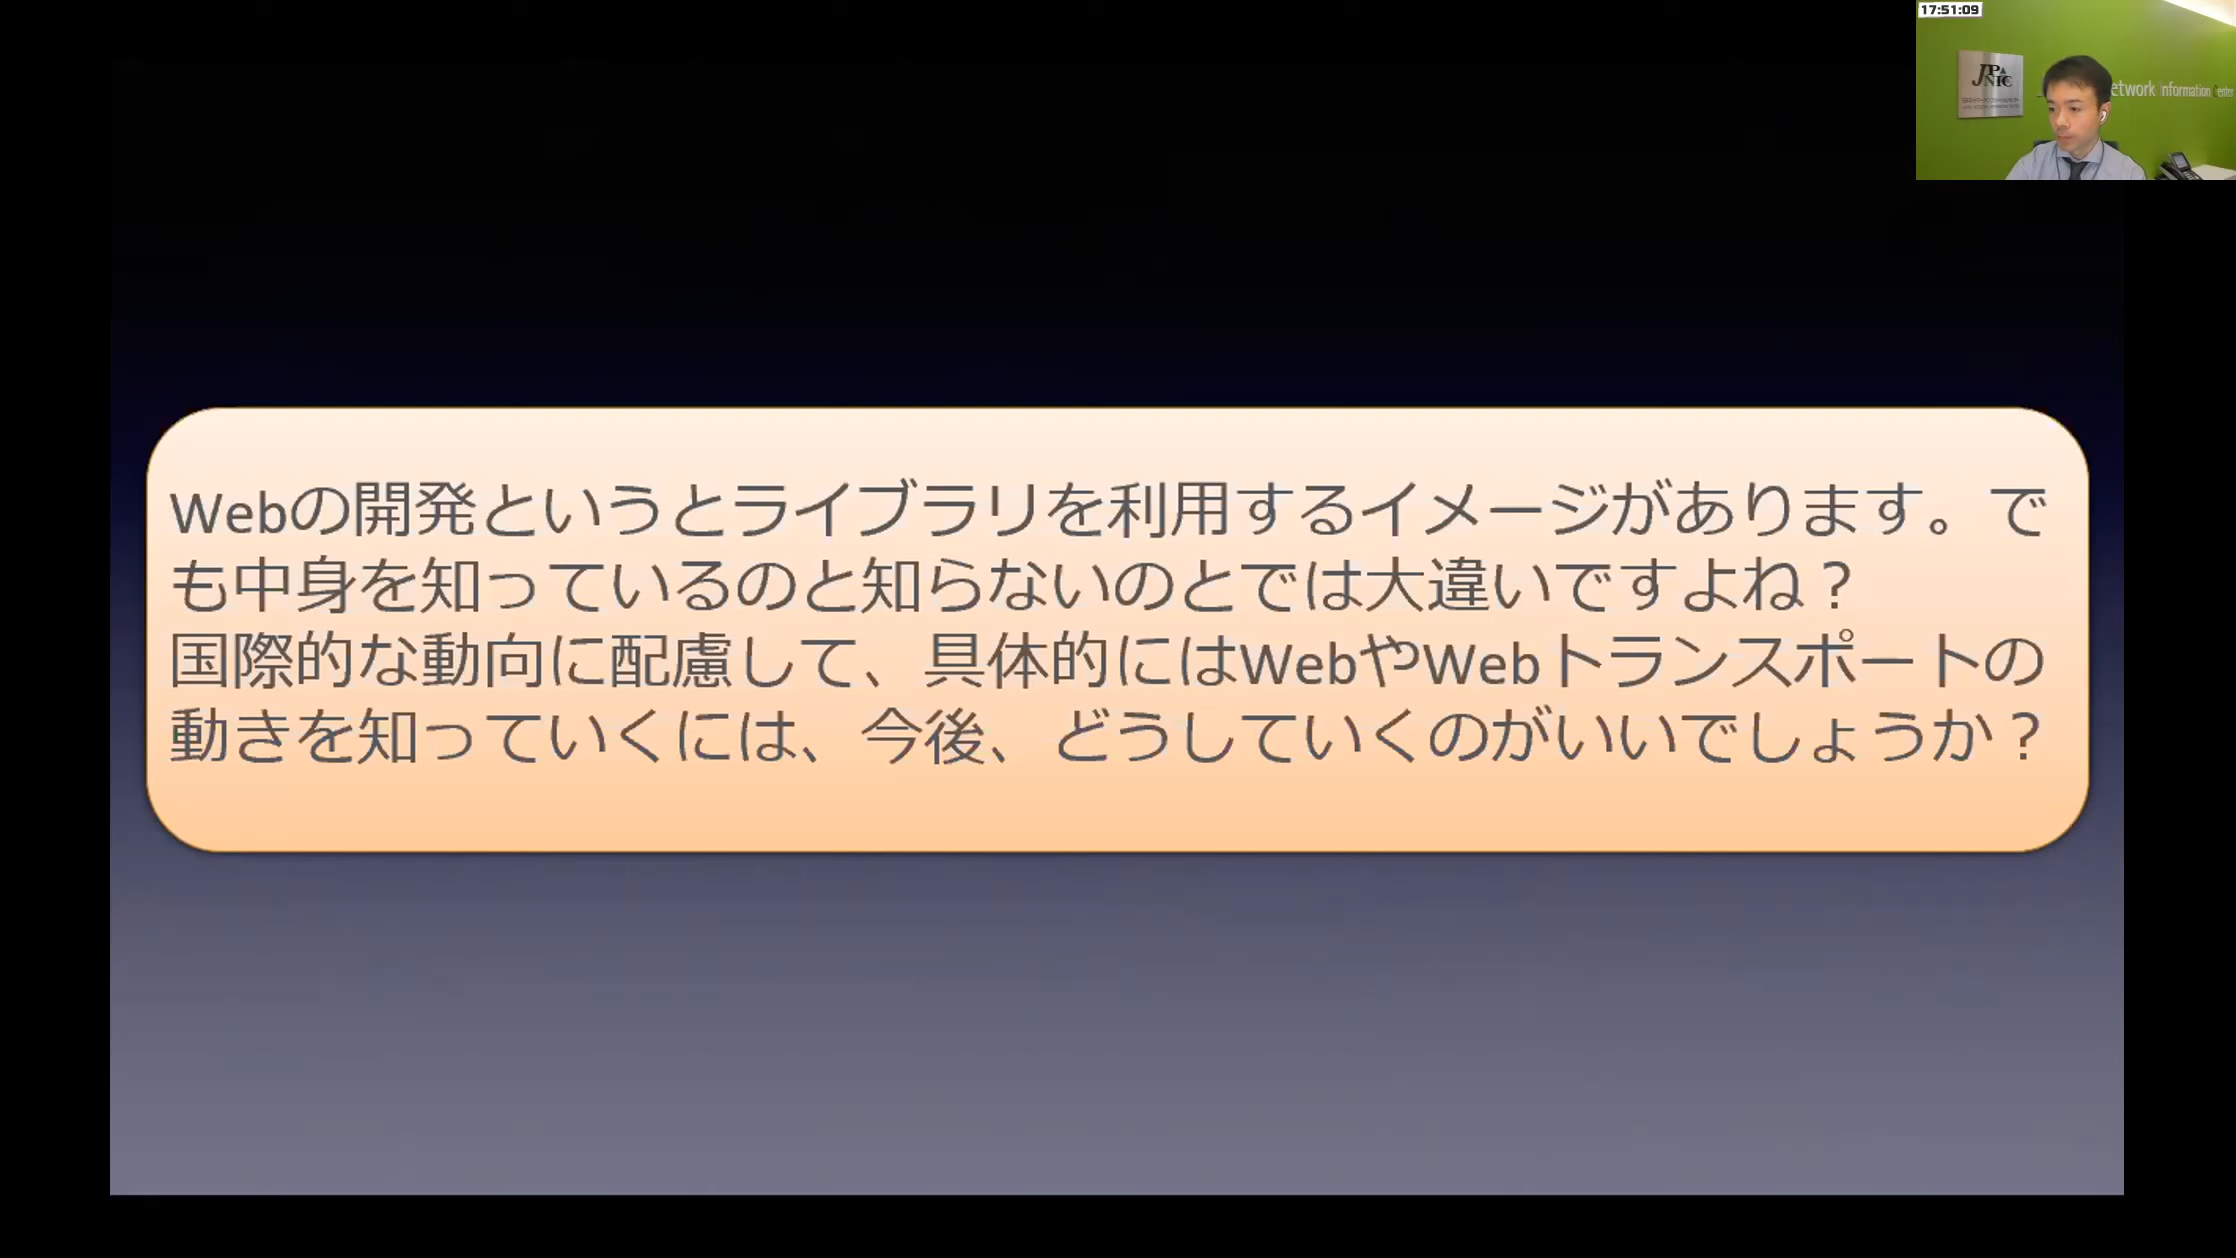 17:51:09
JPNIC
etwork Information Center
Webの開発というとライブラリを利用するイメージがあります。で
も中身を知っているのと知らないのとでは大違いですよね？
国際的な動向に配慮して、具体的にはWebやWebトランスポートの
動きを知っていくには、今後、どうしていくのがいいでしょうか？